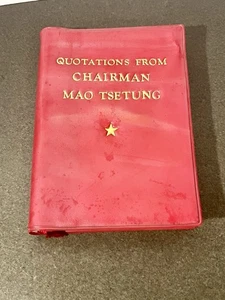 QUOTATIONS FROM
CHAIRMAN
MAO TSETUNG